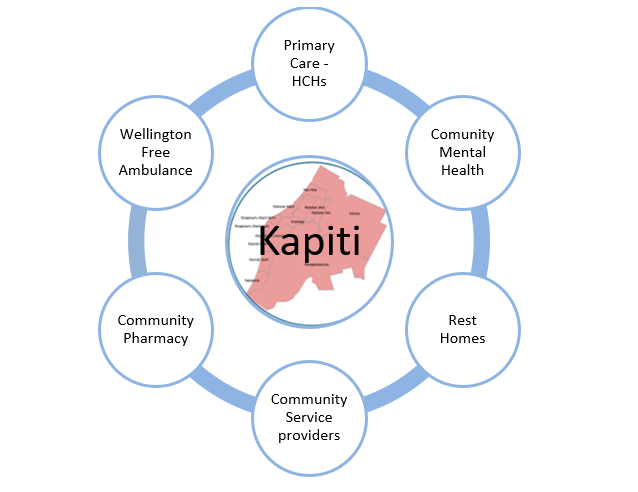 Primary
Care -
HCHs
Comunity
Mental
Health
Rest
Homes
Community
Service
providers
Community
Pharmacy
Wellington
Free
Ambulance
Kapiti